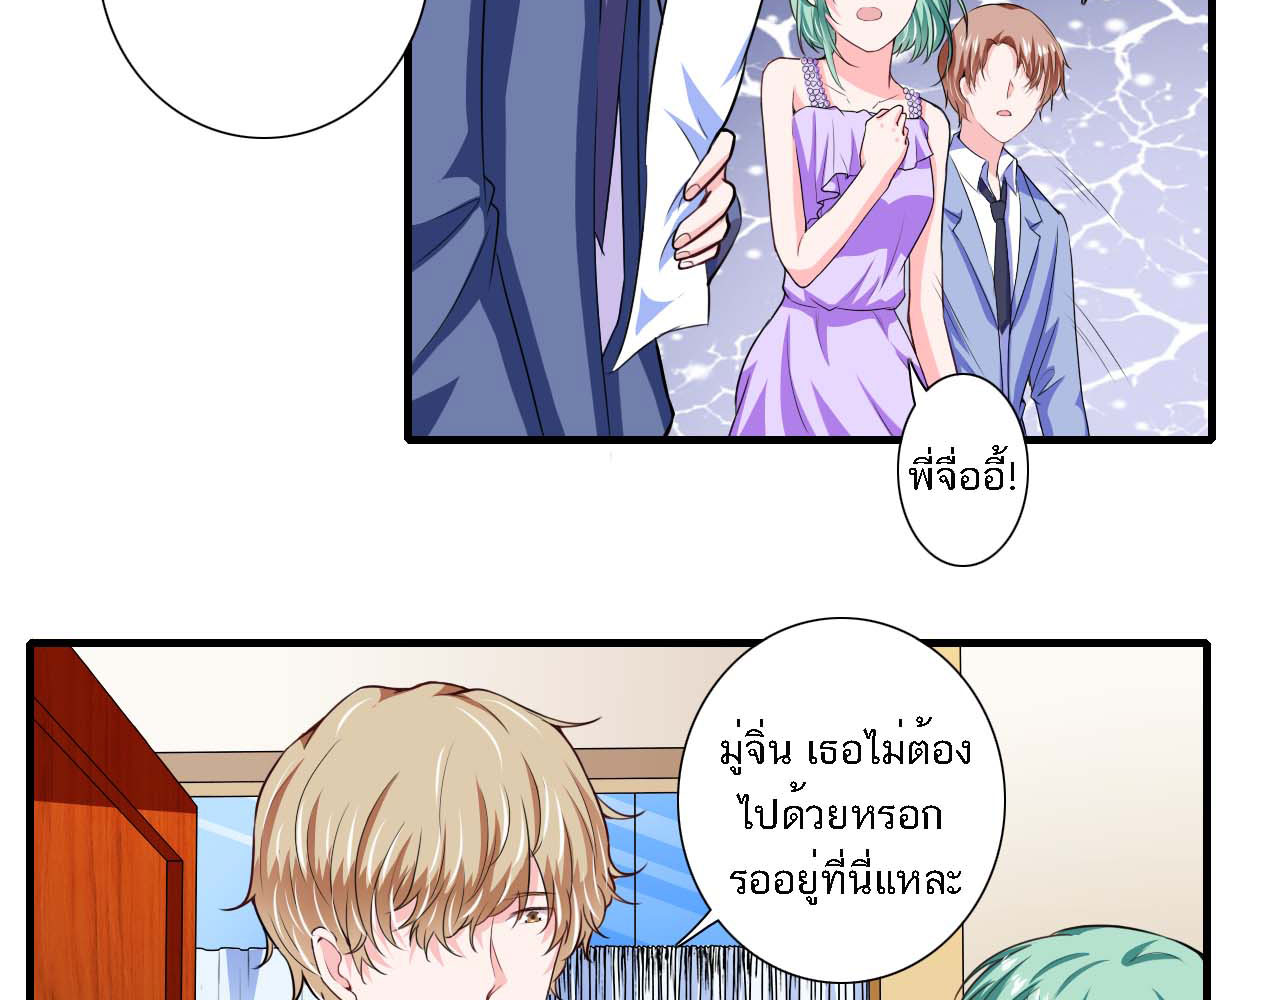 พี่จื่ออี้!
มู่จิ่น เธอไม่ต้อง
ไปด้วยหรอก
รออยู่ที่นี่แหละ